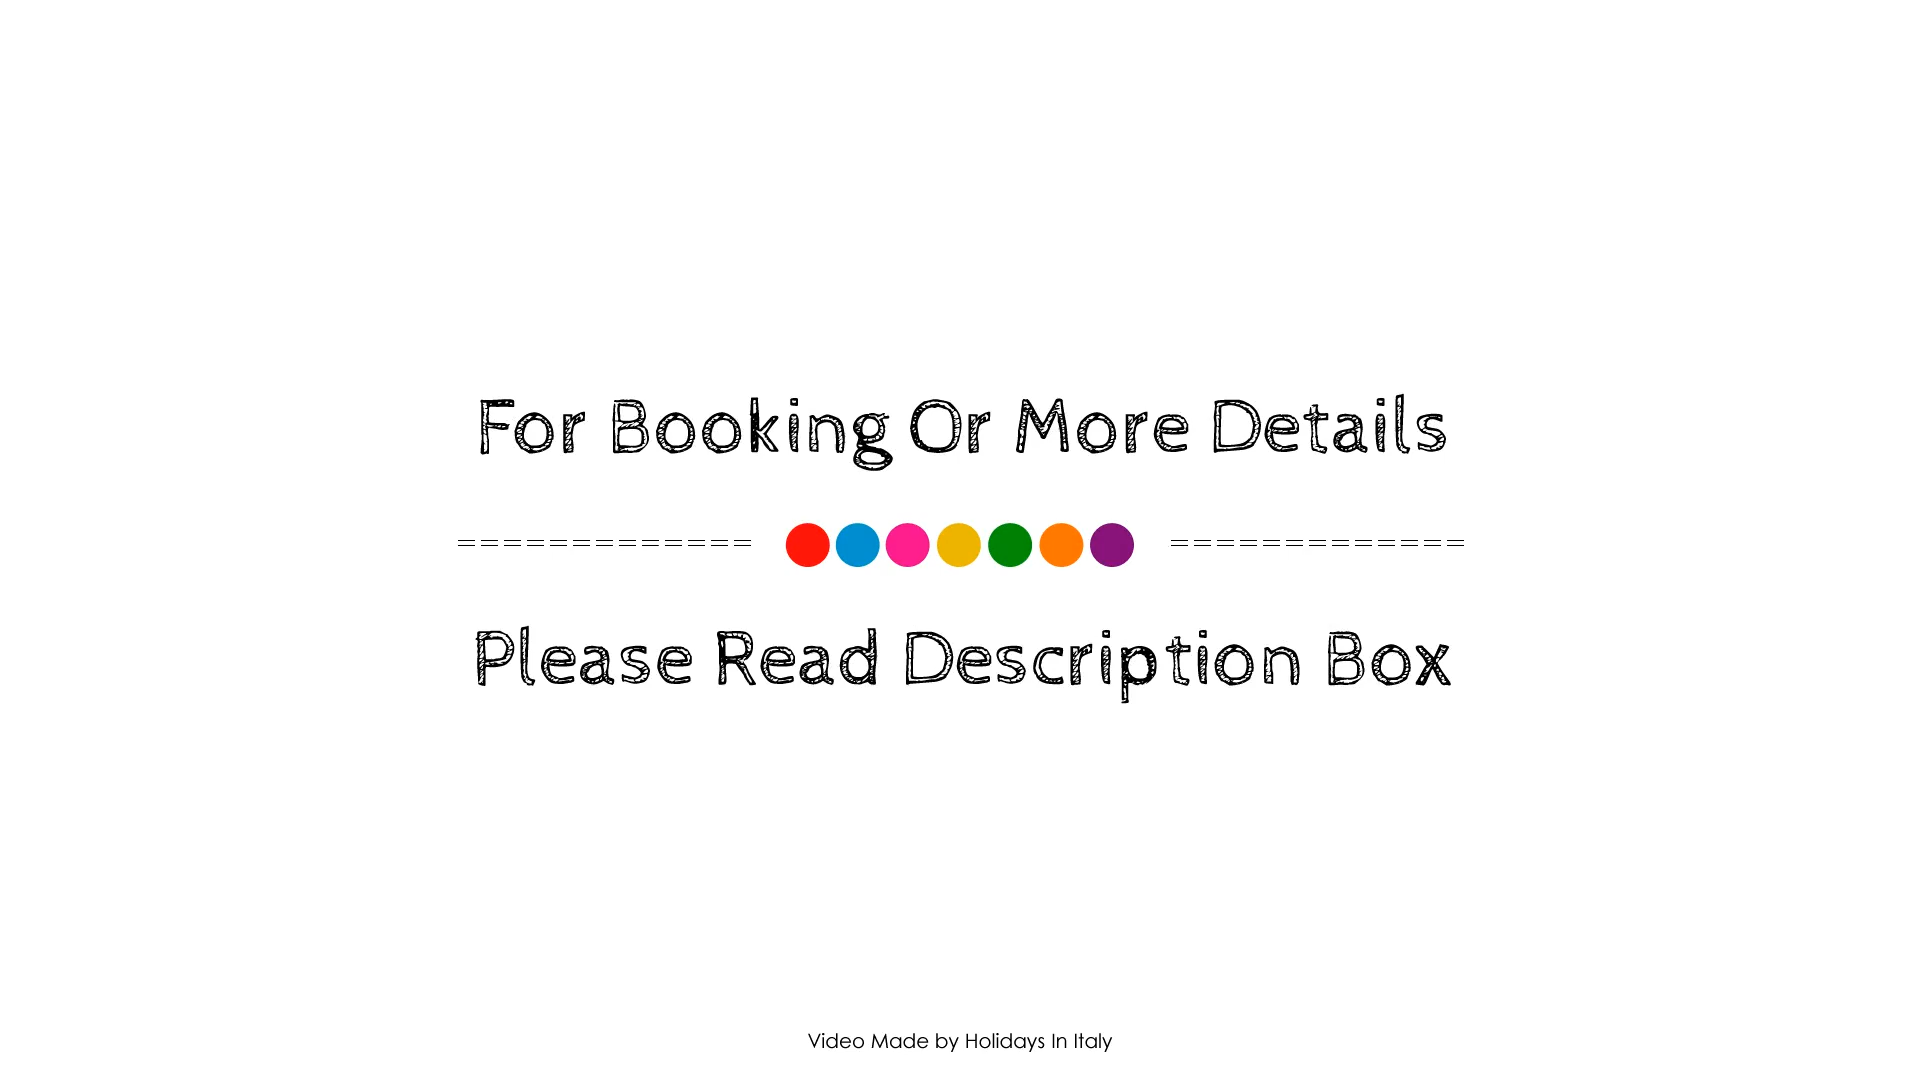 For Booking Or More Details
============= =============
Please Read Description Box
Video Made by Holidays In Italy